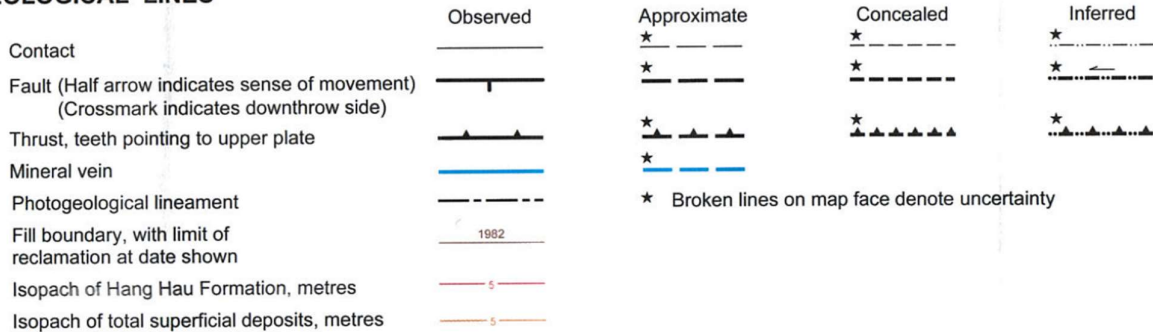 GEOLOGICAL LINES
Observed Approximate Concealed Inferred
Contact
Fault (Half arrow indicates sense of movement)
(Crossmark indicates downthrow side)
Thrust, teeth pointing to upper plate
Mineral vein
Photogeological lineament
★ Broken lines on map face denote uncertainty
Fill boundary, with limit of
reclamation at date shown
1982
Isopach of Hang Hau Formation, metres
5
Isopach of total superficial deposits, metres
5